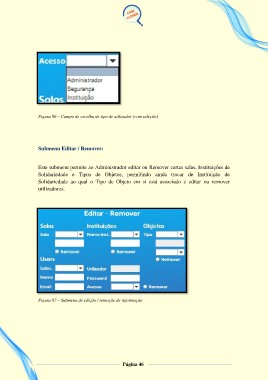 Acesso
Administrador
Segurança
Salas Instituição
Figura 86 – Campo de escolha do tipo de utilizador (com seleção)
Submenu Editar / Remover:
Este submenu permite ao Administrador editar ou Remover certas salas, Instituições de
Solidariedade e Tipos de Objetos, permitindo ainda trocar de Instituição de
Solidariedade ao qual o Tipo de Objeto em si está associado e editar ou remover
utilizadores.
Editar - Remover
Salas Instituições Objetos
Sala Nome Inst. Tipo
Remover Remover
Remover
Users
Selec. Utilizador
Nome Password
Email Acesso Remover
Figura 87 – Submenu de edição / remoção de informação
Página 46